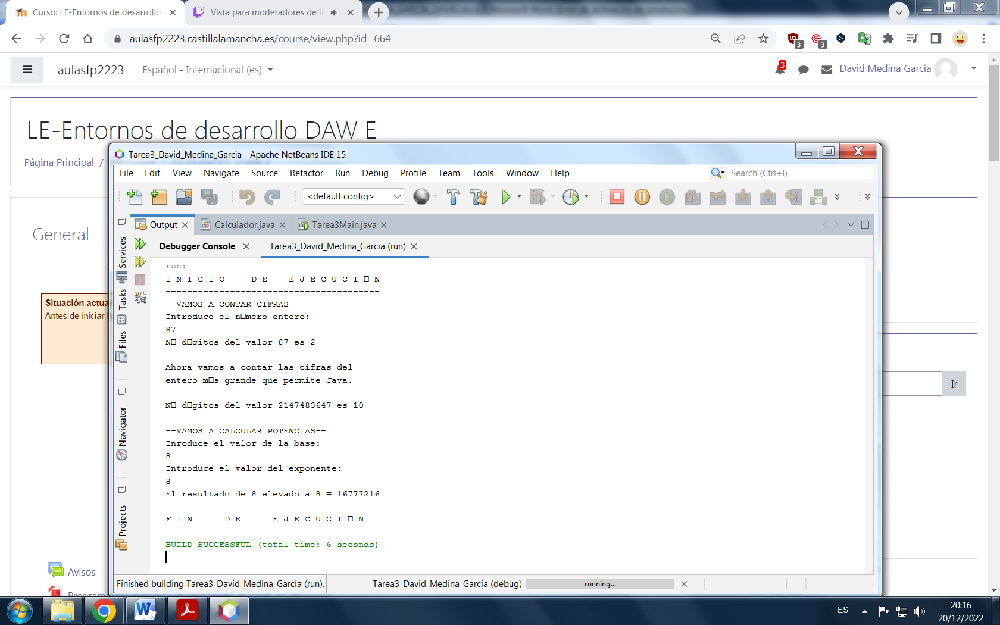 Curso: LE-Entornos de desarrollo
Vista para moderadores de i
aulasfp2223.castillalamancha.es/course/view.php?id=664
3
3
aulasfp2223
Español - Internacional (es)
3
David Medina García
LE-Entornos de desarrollo DAW E
Página Principal /
General
Situación actua
Antes de iniciar l
Ir
Avisos
Programa
Tarea3_David_Medina_Garcia - Apache NetBeans IDE 15
File Edit View Navigate Source Refactor Run Debug Profile Team Tools Window Help
Search (Ctrl+I)
<default config>
Output
Calculador.java
Tarea3Main.java
Debugger Console
Tarea3_David_Medina_Garcia (run)
Services
Tasks
Files
Navigator
Projects
run:
I N I C I O    D E    E J E C U C I □ N
----------------------------------------
--VAMOS A CONTAR CIFRAS--
Introduce el n□mero entero:
87
N□ d□gitos del valor 87 es 2
Ahora vamos a contar las cifras del
entero m□s grande que permite Java.
N□ d□gitos del valor 2147483647 es 10
--VAMOS A CALCULAR POTENCIAS--
Inroduce el valor de la base:
8
Introduce el valor del exponente:
8
El resultado de 8 elevado a 8 = 16777216
F I N      D E      E J E C U C I □ N
-------------------------------------
BUILD SUCCESSFUL (total time: 6 seconds)
Finished building Tarea3_David_Medina_Garcia (run).
Tarea3_David_Medina_Garcia (debug)
running...
ES
20:16
20/12/2022